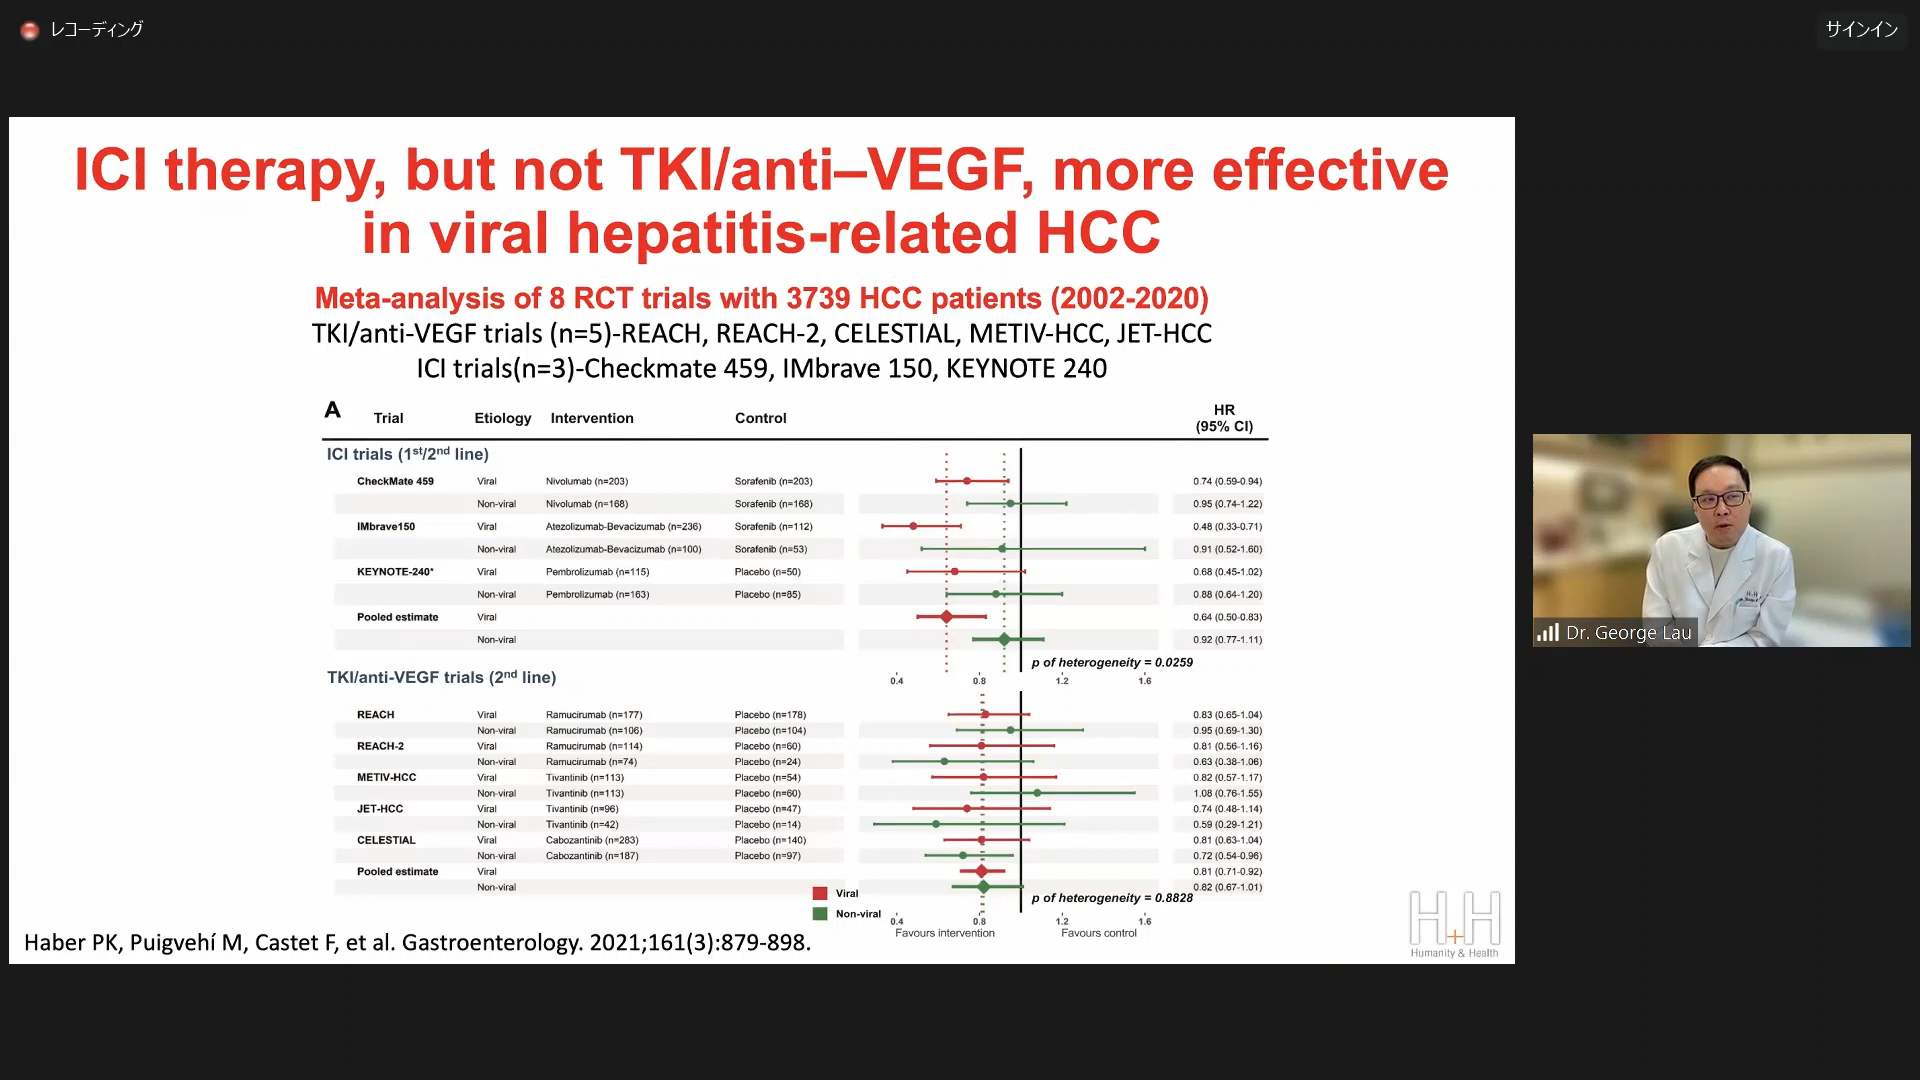 レコーディング
サインイン
ICI therapy, but not TKI/anti–VEGF, more effective
in viral hepatitis-related HCC
Meta-analysis of 8 RCT trials with 3739 HCC patients (2002-2020)
TKI/anti-VEGF trials (n=5)-REACH, REACH-2, CELESTIAL, METIV-HCC, JET-HCC
ICI trials(n=3)-Checkmate 459, IMbrave 150, KEYNOTE 240
A Trial Etiology Intervention Control HR
(95% CI)
ICI trials (1st/2nd line)
CheckMate 459 Viral Nivolumab (n=203) Sorafenib (n=203) 0.74 (0.59-0.94)
Non-viral Nivolumab (n=168) Sorafenib (n=168) 0.95 (0.74-1.22)
IMbrave150 Viral Atezolizumab-Bevacizumab (n=236) Sorafenib (n=112) 0.48 (0.33-0.71)
Non-viral Atezolizumab-Bevacizumab (n=100) Sorafenib (n=53) 0.91 (0.52-1.60)
KEYNOTE-240* Viral Pembrolizumab (n=115) Placebo (n=50) 0.68 (0.45-1.02)
Non-viral Pembrolizumab (n=163) Placebo (n=85) 0.88 (0.64-1.20)
Pooled estimate Viral 0.64 (0.50-0.83)
Non-viral 0.92 (0.77-1.11)
p of heterogeneity = 0.0259
0.4 0.8 1.2 1.6
TKI/anti-VEGF trials (2nd line)
REACH Viral Ramucirumab (n=177) Placebo (n=178) 0.83 (0.65-1.04)
Non-viral Ramucirumab (n=106) Placebo (n=104) 0.95 (0.69-1.30)
REACH-2 Viral Ramucirumab (n=114) Placebo (n=60) 0.81 (0.56-1.16)
Non-viral Ramucirumab (n=74) Placebo (n=24) 0.63 (0.38-1.06)
METIV-HCC Viral Tivantinib (n=113) Placebo (n=54) 0.82 (0.57-1.17)
Non-viral Tivantinib (n=113) Placebo (n=60) 1.08 (0.76-1.55)
JET-HCC Viral Tivantinib (n=96) Placebo (n=47) 0.74 (0.48-1.14)
Non-viral Tivantinib (n=42) Placebo (n=14) 0.59 (0.29-1.21)
CELESTIAL Viral Cabozantinib (n=283) Placebo (n=140) 0.81 (0.63-1.04)
Non-viral Cabozantinib (n=187) Placebo (n=97) 0.72 (0.54-0.96)
Pooled estimate Viral 0.81 (0.71-0.92)
Non-viral 0.82 (0.67-1.01)
p of heterogeneity = 0.8828
Viral
Non-viral
0.4 0.8 1.2 1.6
Favours intervention Favours control
Haber PK, Puigvehí M, Castet F, et al. Gastroenterology. 2021;161(3):879-898.
H+H
Humanity & Health
Dr. George Lau